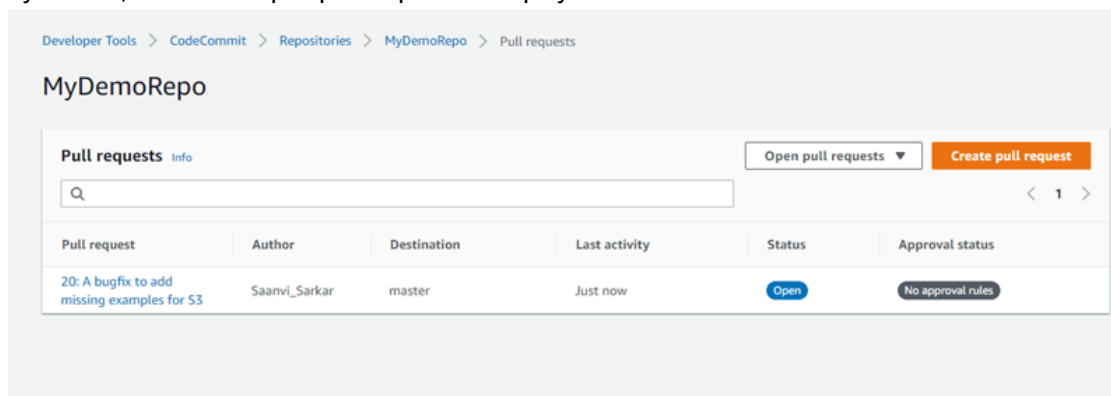 Developer Tools > CodeCommit > Repositories > MyDemoRepo > Pull requests
MyDemoRepo
Pull requests Info
Open pull requests ▼
Create pull request
< 1 >
Pull request Author Destination Last activity Status Approval status
20: A bugfix to add
missing examples for S3
Saanvi_Sarkar master Just now Open No approval rules